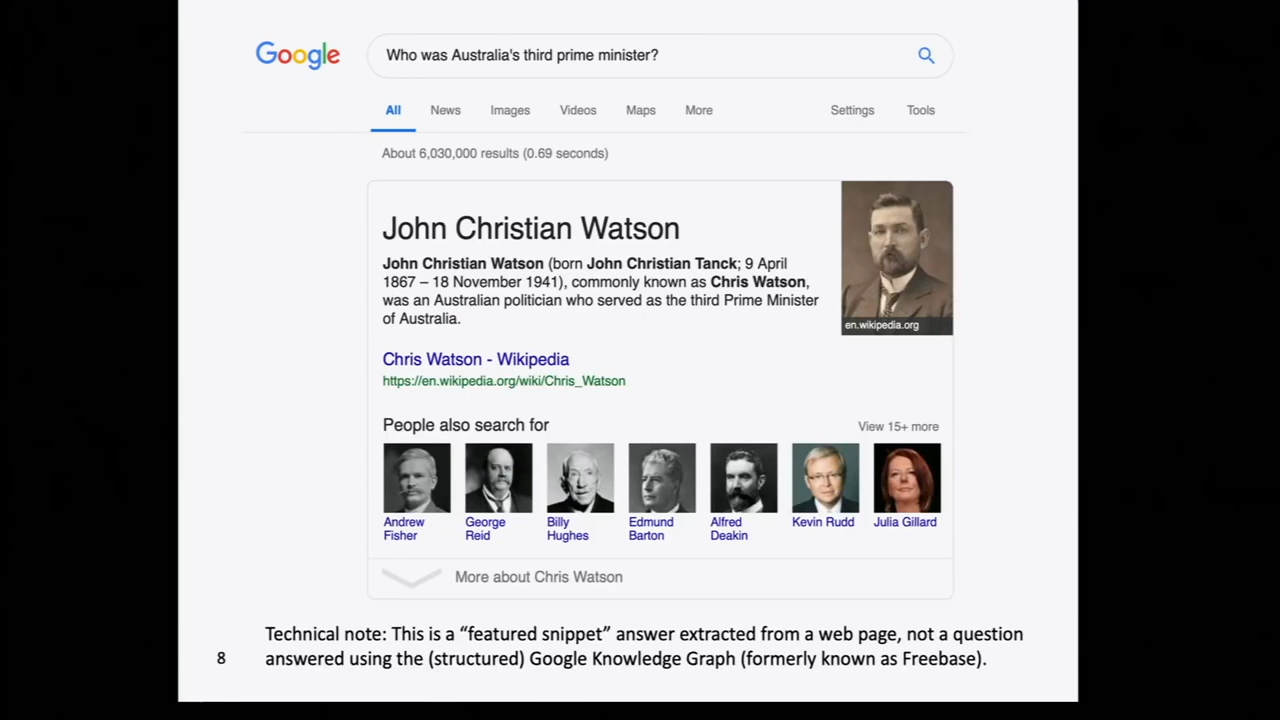 Google
Who was Australia's third prime minister?
All News Images Videos Maps More Settings Tools
About 6,030,000 results (0.69 seconds)
John Christian Watson
John Christian Watson (born John Christian Tanck; 9 April
1867 – 18 November 1941), commonly known as Chris Watson,
was an Australian politician who served as the third Prime Minister
of Australia.
en.wikipedia.org
Chris Watson - Wikipedia
https://en.wikipedia.org/wiki/Chris_Watson
People also search for
View 15+ more
Andrew
Fisher
George
Reid
Billy
Hughes
Edmund
Barton
Alfred
Deakin
Kevin Rudd
Julia Gillard
More about Chris Watson
Technical note: This is a “featured snippet” answer extracted from a web page, not a question
answered using the (structured) Google Knowledge Graph (formerly known as Freebase).
8